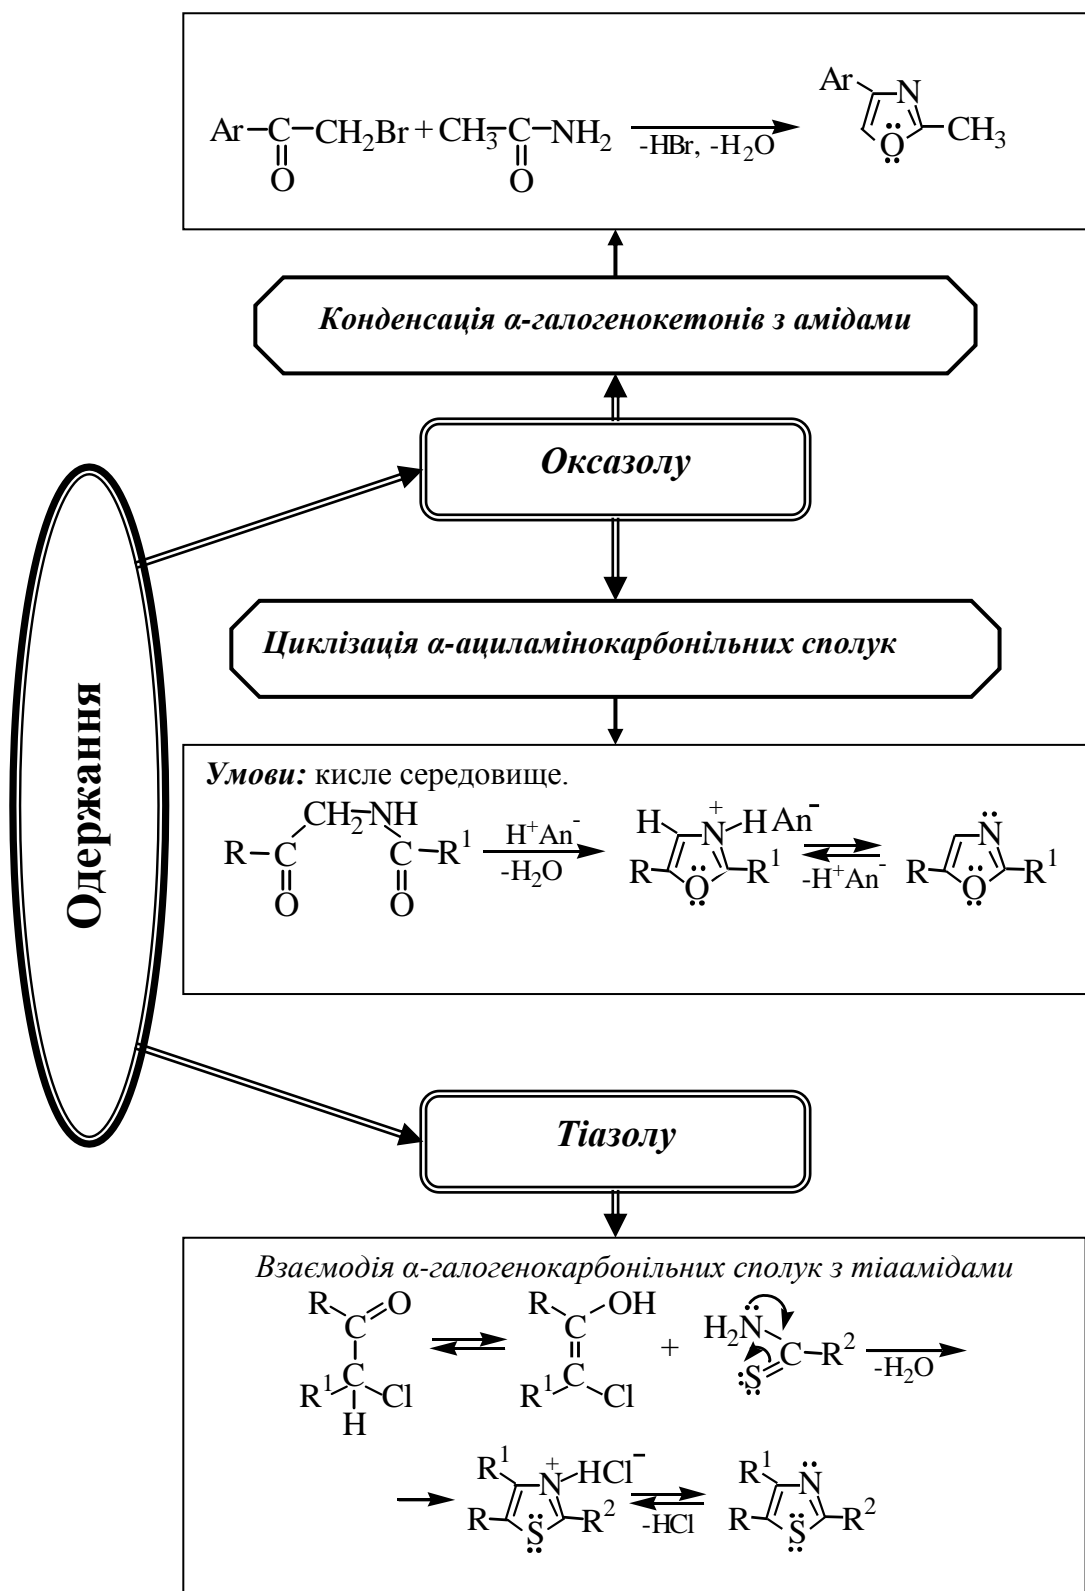 Ar—C—CH₂Br + CH₃—C—NH₂
O O
-HBr, -H₂O
Ar N
O CH₃
Конденсація α-галогенокетонів з амідами
Оксазолу
Циклізація α-ациламінокарбонільних сполук
Одержання
Умови: кисле середовище.
CH₂—NH
R—C C—R¹
O O
H⁺An⁻
-H₂O
H N⁺—H An⁻
R O R¹
-H⁺An⁻
N
R O R¹
Тіазолу
Взаємодія α-галогенокарбонільних сполук з тіаамідами
R O
C
C
R¹ Cl
H
R OH
C
C
R¹ Cl
+
H₂N
C
S R²
-H₂O
R¹ N⁺—HCl⁻
R S R²
-HCl
R¹ N
R S R²